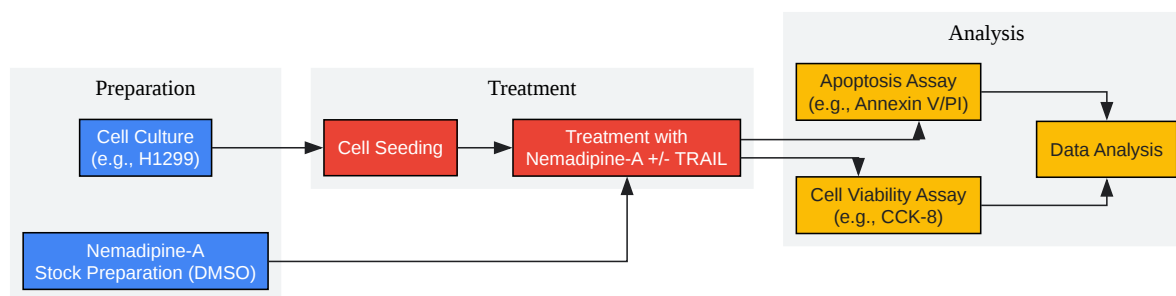 Preparation
Cell Culture
(e.g., H1299)
Nemadipine-A
Stock Preparation (DMSO)
Treatment
Cell Seeding
Treatment with
Nemadipine-A +/- TRAIL
Analysis
Apoptosis Assay
(e.g., Annexin V/PI)
Cell Viability Assay
(e.g., CCK-8)
Data Analysis